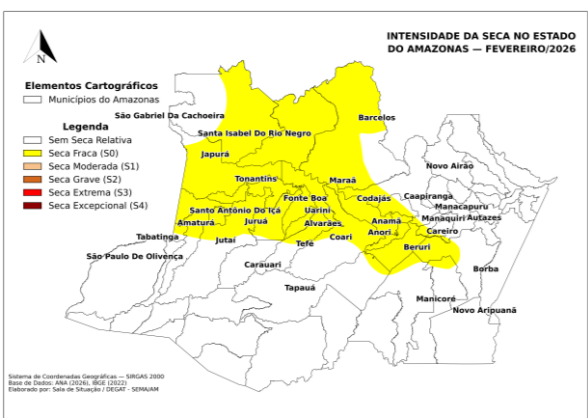 INTENSIDADE DA SECA NO ESTADO
DO AMAZONAS — FEVEREIRO/2026
N
Elementos Cartográficos
Municípios do Amazonas
Legenda
Sem Seca Relativa
Seca Fraca (S0)
Seca Moderada (S1)
Seca Grave (S2)
Seca Extrema (S3)
Seca Excepcional (S4)
São Gabriel Da Cachoeira
Barcelos
Santa Isabel Do Rio Negro
Japurá
Novo Airão
Tonantins
Maraã
Fonte Boa
Codajás
Caapiranga
Santo Antônio Do Içá
Uarini
Manacapuru
Amaturá
Juruá
Alvarães
Anamã
Manaquiri
Autazes
Tabatinga
Jutaí
Tefé
Coari
Anori
Careiro
São Paulo De Olivença
Carauari
Beruri
Borba
Tapauá
Manicoré
Novo Aripuanã
Sistema de Coordenadas Geográficas — SIRGAS 2000
Base de Dados: ANA (2026), IBGE (2022)
Elaborado por: Sala de Situação / DEGAT - SEMAJAM